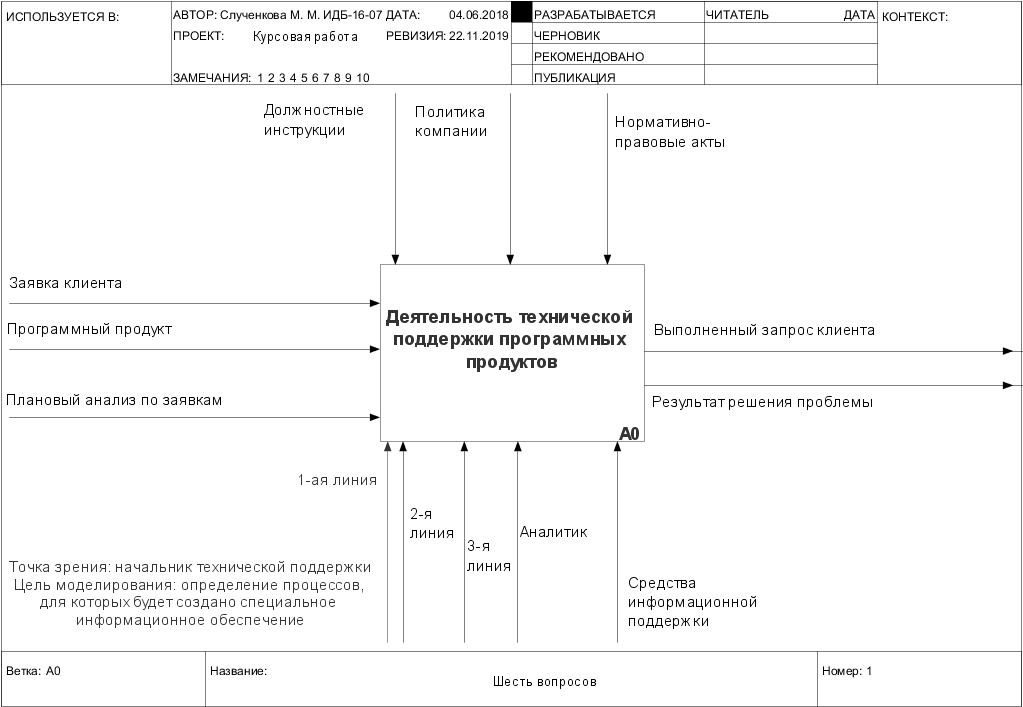 ИСПОЛЬЗУЕТСЯ В:
АВТОР: Слученкова М. М. ИДБ-16-07 ДАТА: 04.06.2018
РАЗРАБАТЫВАЕТСЯ
ЧИТАТЕЛЬ ДАТА
КОНТЕКСТ:
ПРОЕКТ: Курсовая работа РЕВИЗИЯ: 22.11.2019
ЧЕРНОВИК
РЕКОМЕНДОВАНО
ЗАМЕЧАНИЯ: 1 2 3 4 5 6 7 8 9 10
ПУБЛИКАЦИЯ
Должностные
инструкции
Политика
компании
Нормативно-
правовые акты
Заявка клиента
Программный продукт
Плановый анализ по заявкам
Деятельность технической
поддержки программных
продуктов
A0
Выполненный запрос клиента
Результат решения проблемы
1-ая линия
2-я
линия
3-я
линия
Аналитик
Средства
информационной
поддержки
Точка зрения: начальник технической поддержки
Цель моделирования: определение процессов,
для которых будет создано специальное
информационное обеспечение
Ветка: A0
Название:
Шесть вопросов
Номер: 1